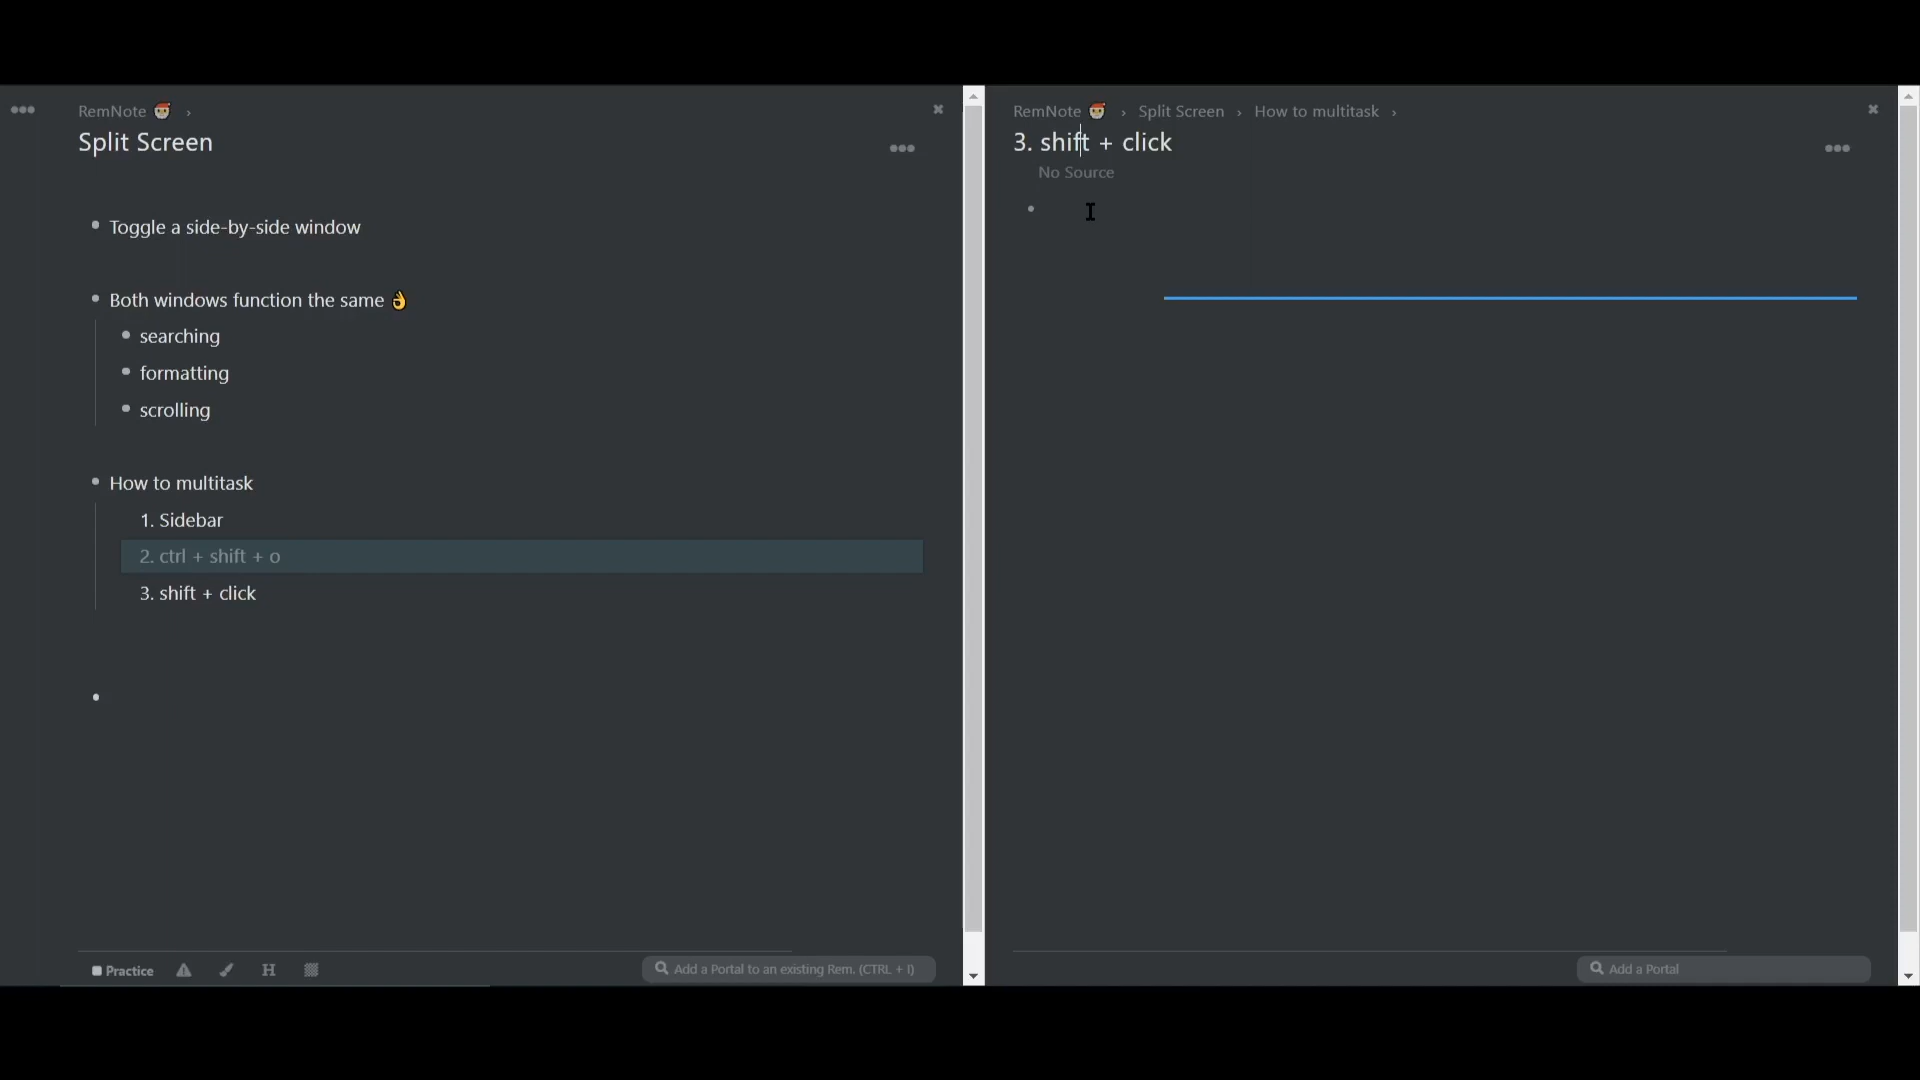 RemNote 🎅 ›
Split Screen
Toggle a side-by-side window
Both windows function the same 👌
searching
formatting
scrolling
How to multitask
1. Sidebar
2. ctrl + shift + o
3. shift + click
Practice
H
Add a Portal to an existing Rem. (CTRL + I)
RemNote 🎅 › Split Screen › How to multitask ›
3. shift + click
No Source
Add a Portal